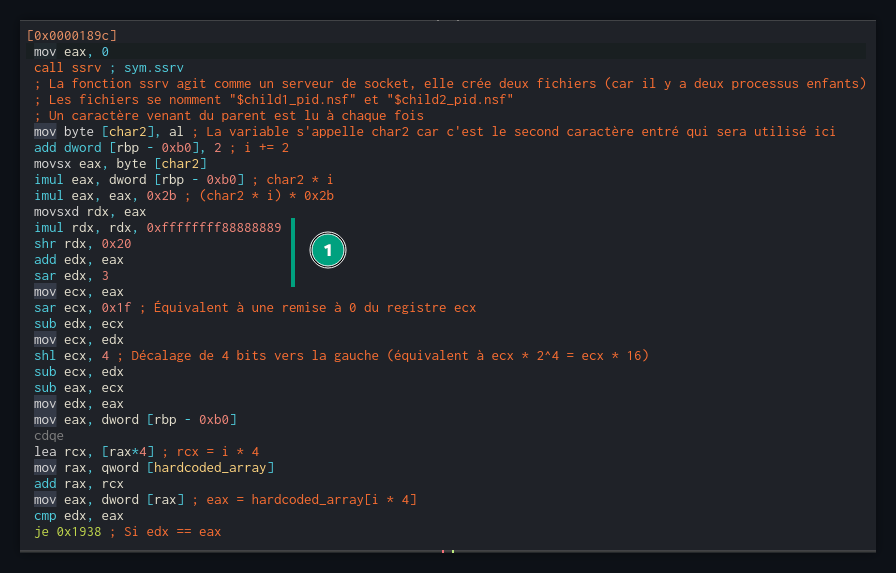 [0x0000189c]
mov eax, 0
call ssrv ; sym.ssrv
; La fonction ssrv agit comme un serveur de socket, elle crée deux fichiers (car il y a deux processus enfants)
; Les fichiers se nomment "$child1_pid.nsf" et "$child2_pid.nsf"
; Un caractère venant du parent est lu à chaque fois
mov byte [char2], al ; La variable s'appelle char2 car c'est le second caractère entré qui sera utilisé ici
add dword [rbp - 0xb0], 2 ; i += 2
movsx eax, byte [char2]
imul eax, dword [rbp - 0xb0] ; char2 * i
imul eax, eax, 0x2b ; (char2 * i) * 0x2b
movsxd rdx, eax
imul rdx, rdx, 0xffffffff88888889
shr rdx, 0x20
1
add edx, eax
sar edx, 3
mov ecx, eax
sar ecx, 0x1f ; Équivalent à une remise à 0 du registre ecx
sub edx, ecx
mov ecx, edx
shl ecx, 4 ; Décalage de 4 bits vers la gauche (équivalent à ecx * 2^4 = ecx * 16)
sub ecx, edx
sub eax, ecx
mov edx, eax
mov eax, dword [rbp - 0xb0]
cdqe
lea rcx, [rax*4] ; rcx = i * 4
mov rax, qword [hardcoded_array]
add rax, rcx
mov eax, dword [rax] ; eax = hardcoded_array[i * 4]
cmp edx, eax
je 0x1938 ; Si edx == eax